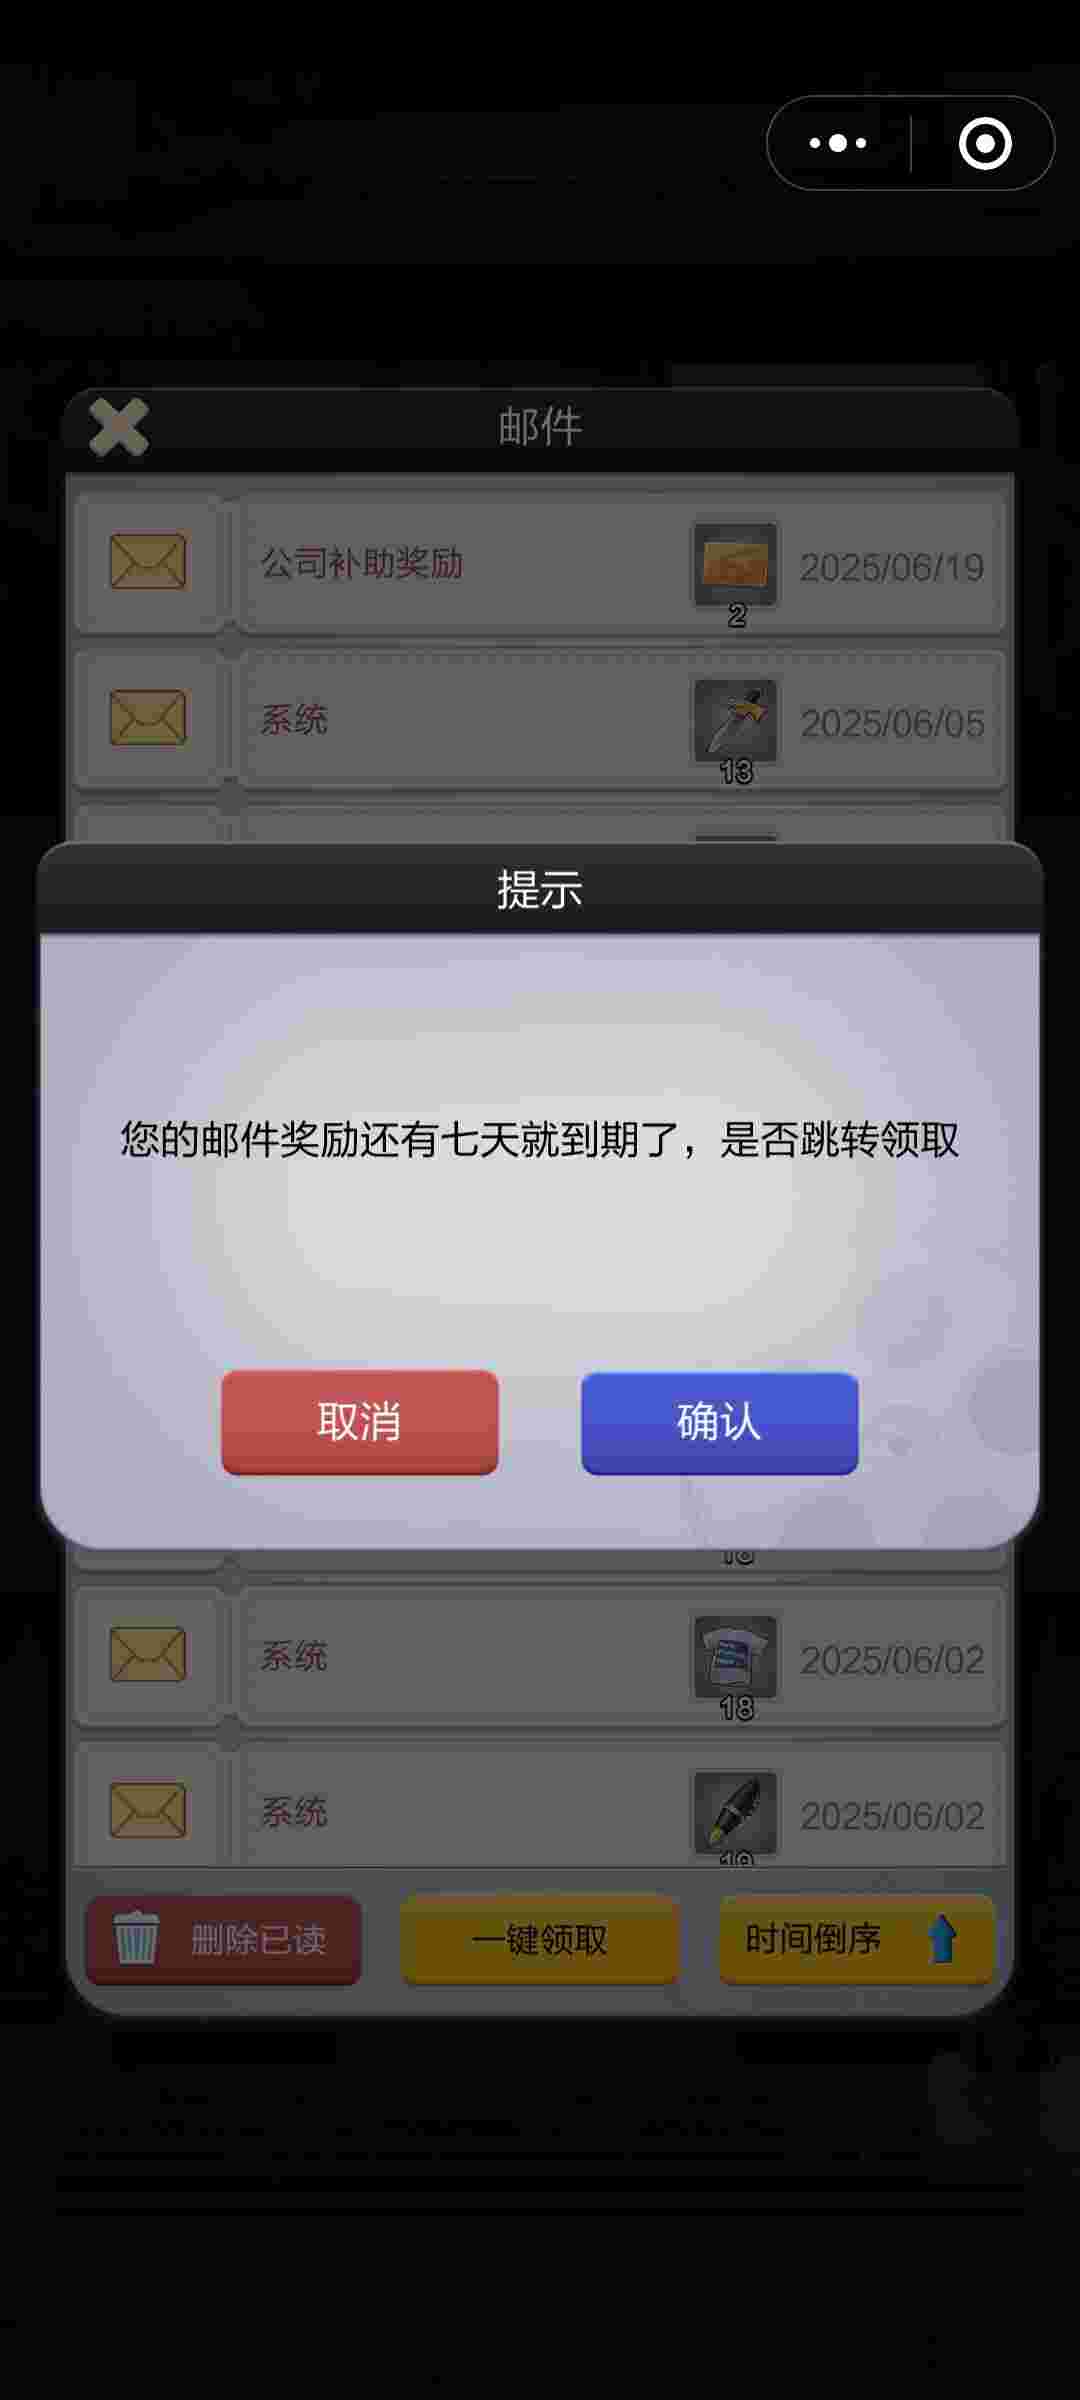 邮件
公司补助奖励
2025/06/19
2
系统
2025/06/05
13
提示
您的邮件奖励还有七天就到期了，是否跳转领取
取消
确认
系统
2025/06/02
18
系统
2025/06/02
删除已读
一键领取
时间倒序